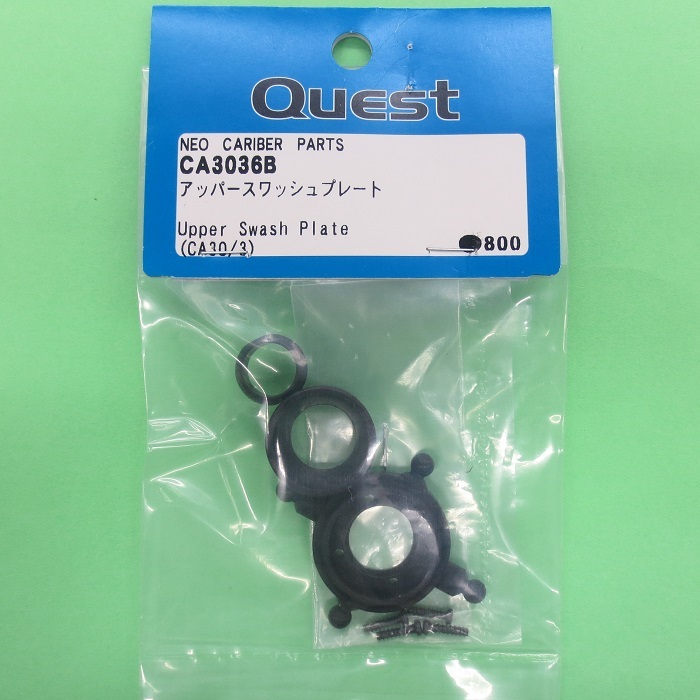 Quest
NEO CARIBER PARTS
CA3036B
アッパースワッシュプレート
Upper Swash Plate
(CA30/3)
●800